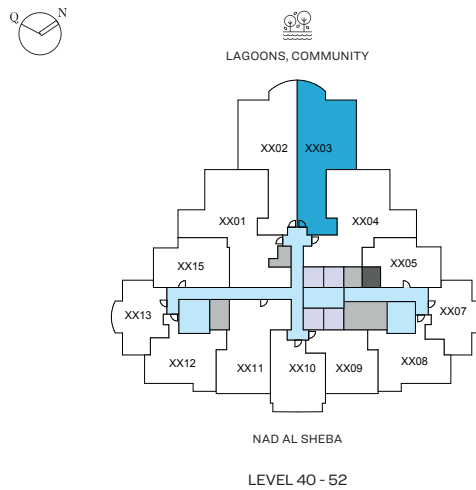 Q N
LAGOONS, COMMUNITY
XX02 XX03
XX01 XX04
XX15 XX05
XX13 XX07
XX12 XX11 XX10 XX09 XX08
NAD AL SHEBA
LEVEL 40 - 52